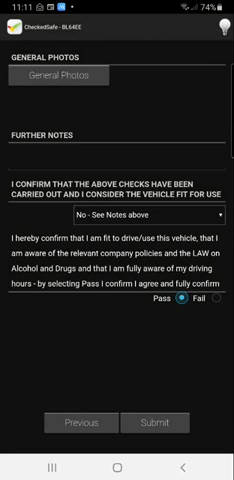 11:11
74%
CheckedSafe - BL64EE
GENERAL PHOTOS
General Photos
FURTHER NOTES
I CONFIRM THAT THE ABOVE CHECKS HAVE BEEN
CARRIED OUT AND I CONSIDER THE VEHICLE FIT FOR USE
No - See Notes above
I hereby confirm that I am fit to drive/use this vehicle, that I
am aware of the relevant company policies and the LAW on
Alcohol and Drugs and that I am fully aware of my driving
hours - by selecting Pass I confirm I agree and fully confirm
Pass Fail
Previous Submit